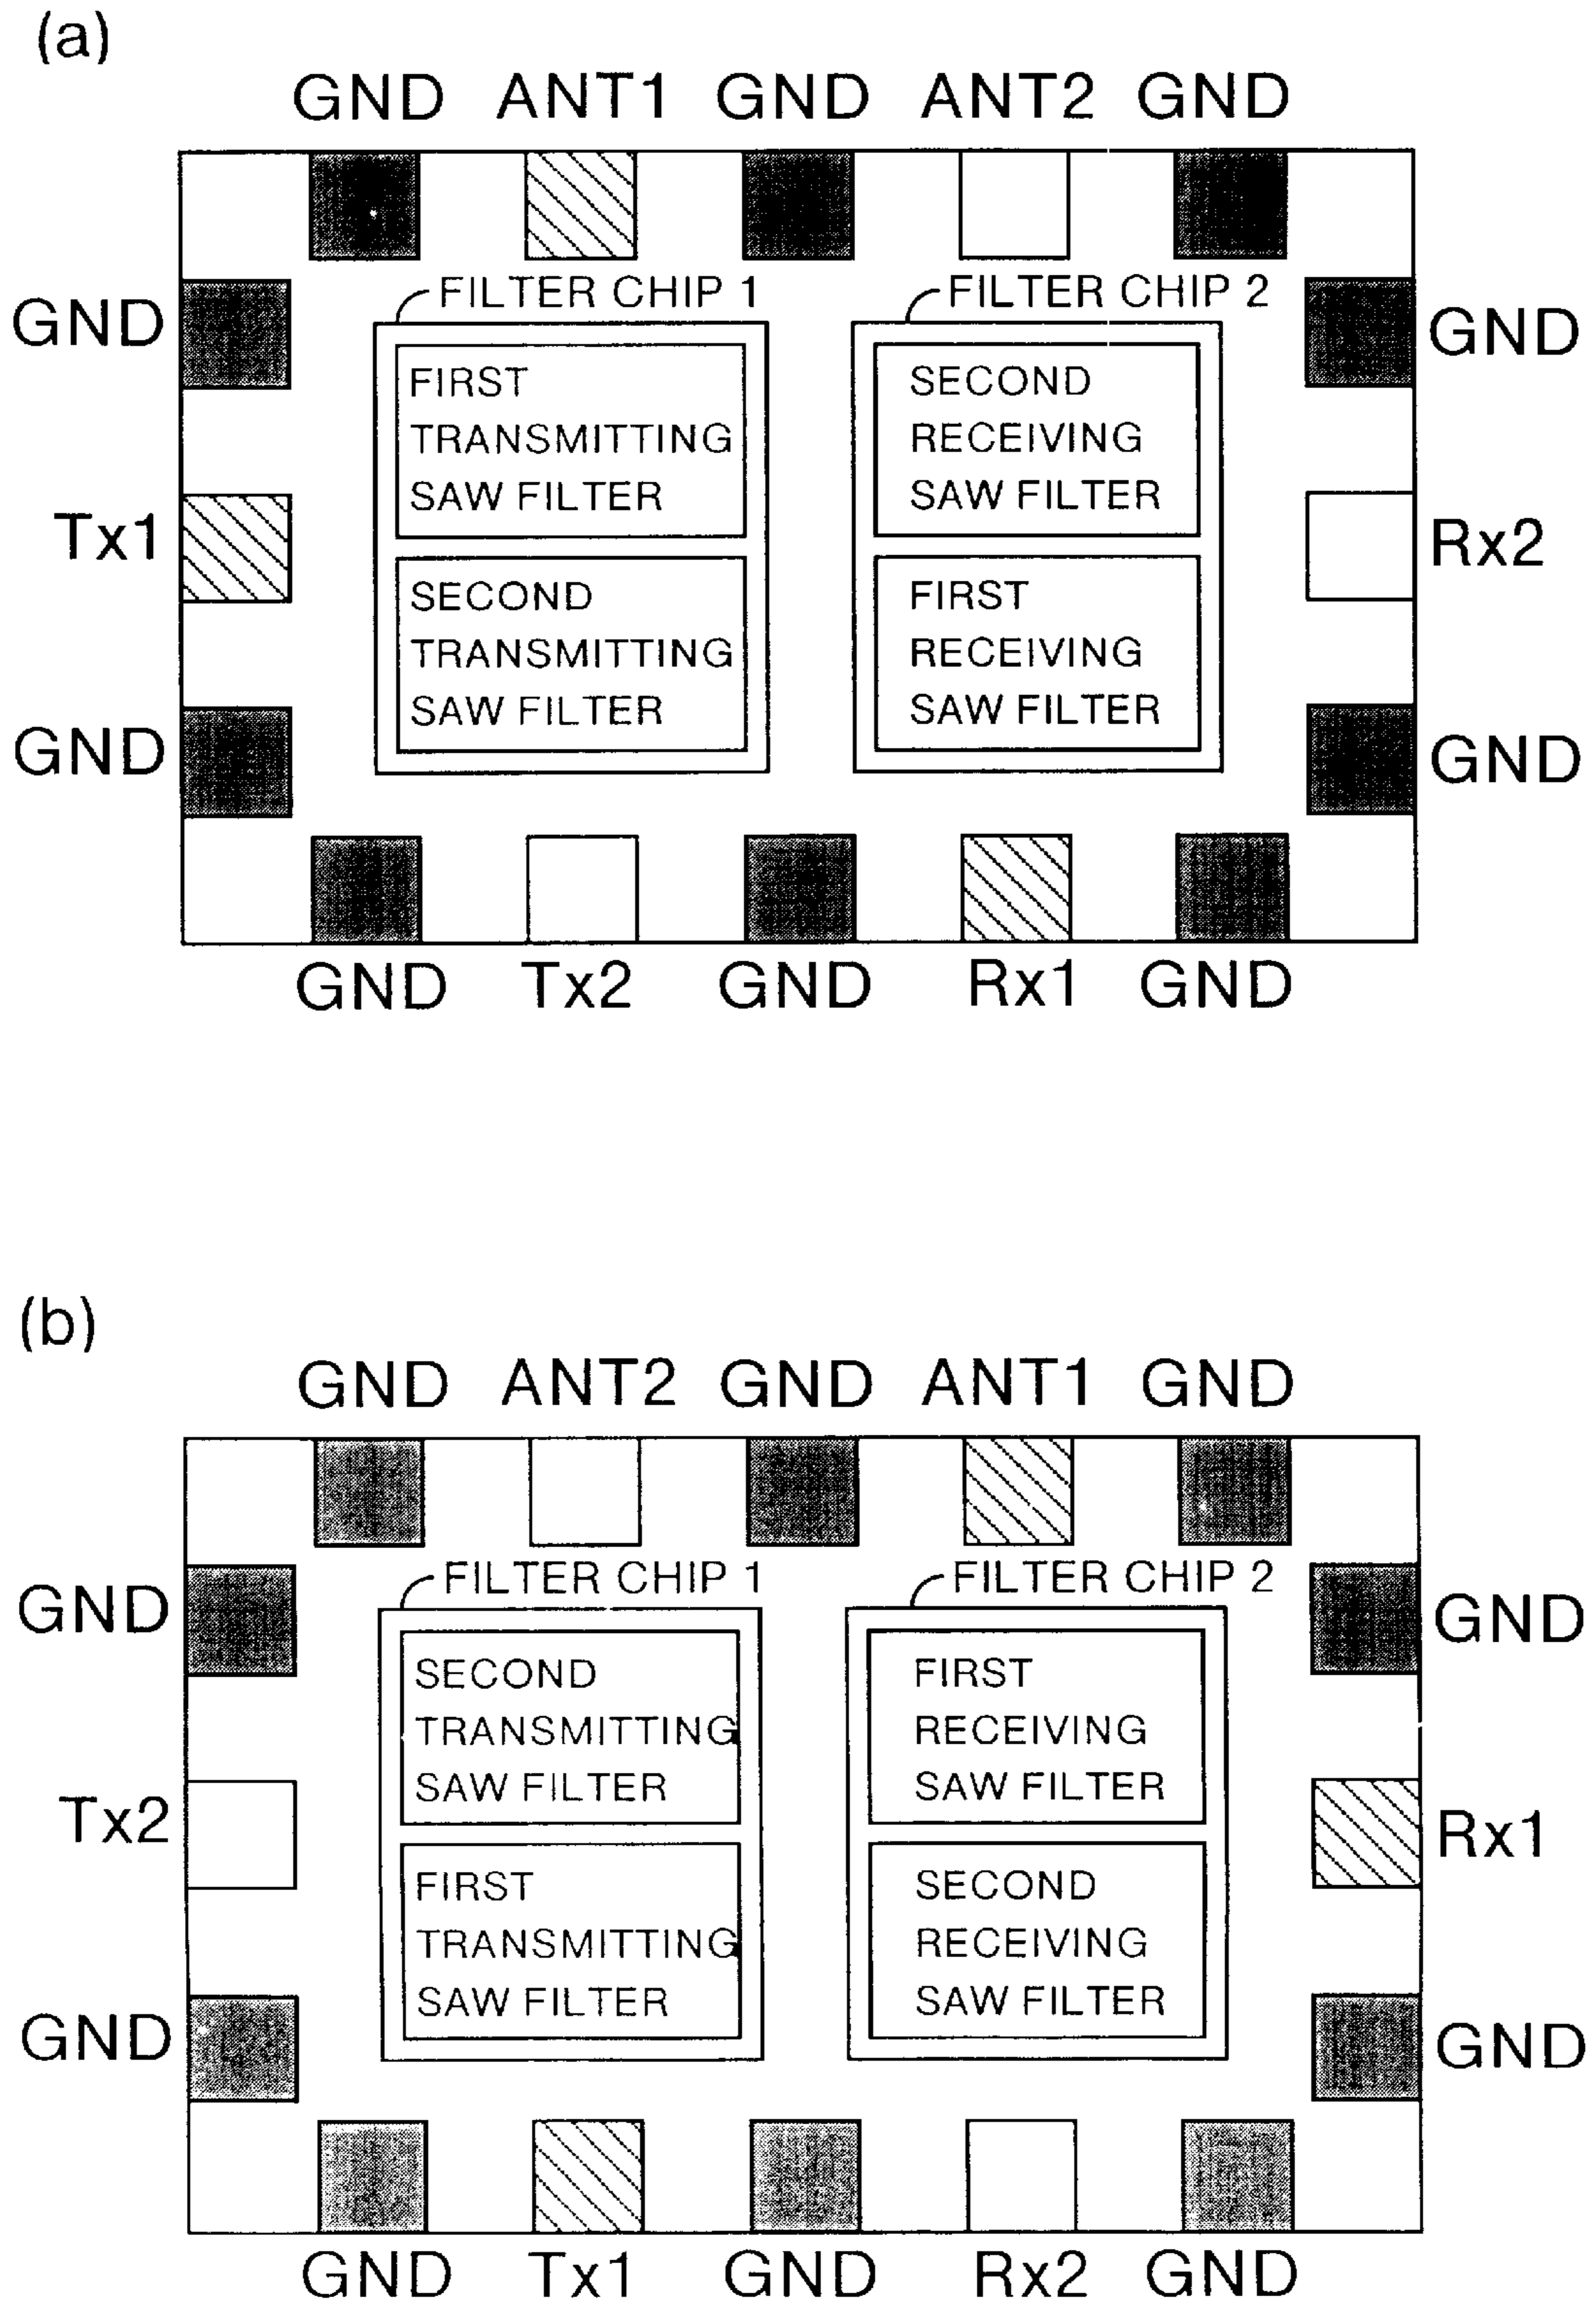 (a)
GND ANT1 GND ANT2 GND
FILTER CHIP 1 FILTER CHIP 2
GND GND
FIRST
TRANSMITTING
SAW FILTER
SECOND
RECEIVING
SAW FILTER
Tx1 Rx2
SECOND
TRANSMITTING
SAW FILTER
FIRST
RECEIVING
SAW FILTER
GND GND
GND Tx2 GND Rx1 GND
(b)
GND ANT2 GND ANT1 GND
FILTER CHIP 1 FILTER CHIP 2
GND GND
SECOND
TRANSMITTING
SAW FILTER
FIRST
RECEIVING
SAW FILTER
Tx2 Rx1
FIRST
TRANSMITTING
SAW FILTER
SECOND
RECEIVING
SAW FILTER
GND GND
GND Tx1 GND Rx2 GND